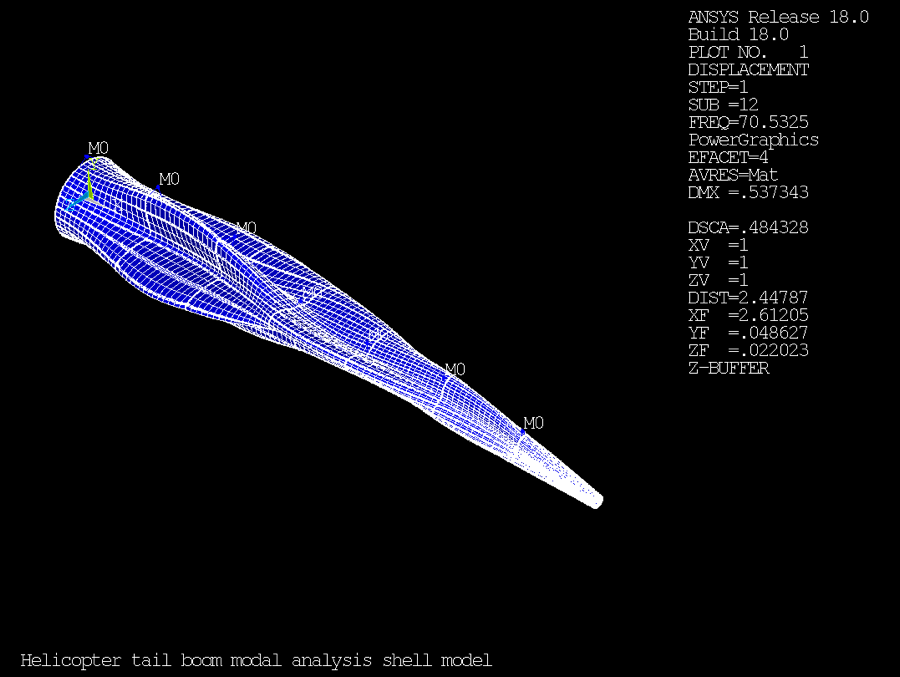 ANSYS Release 18.0
Build 18.0
PLOT NO.   1
DISPLACEMENT
STEP=1
SUB =12
FREQ=70.5325
PowerGraphics
EFACET=4
AVRES=Mat
DMX =.537343
DSCA=.484328
XV  =1
YV  =1
ZV  =1
DIST=2.44787
XF  =2.61205
YF  =.048627
ZF  =.022023
Z-BUFFER
M0
M0
M0
M0
M0
Helicopter tail boom modal analysis shell model